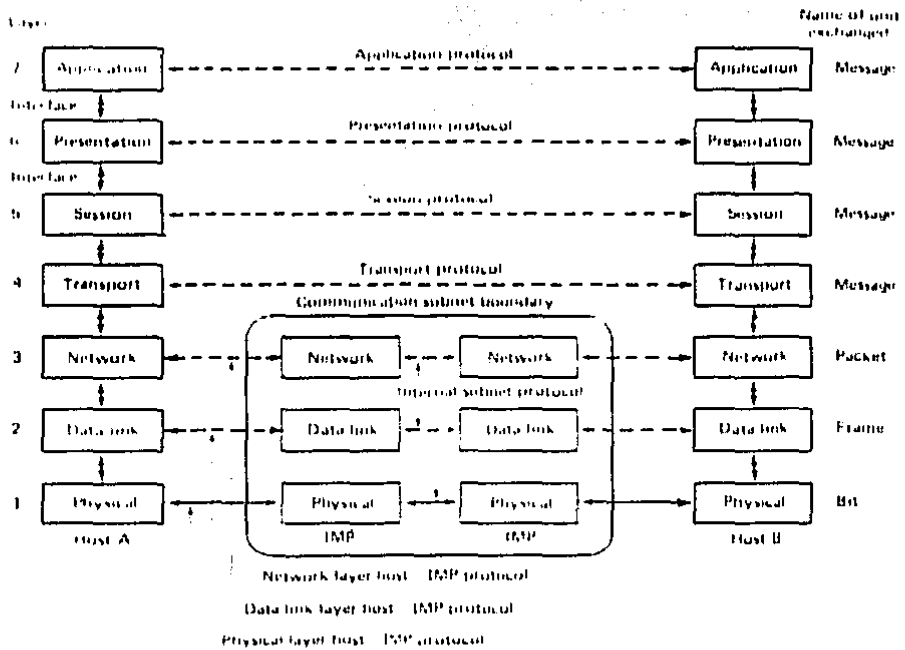 Layer
Name of unit
exchanged
Application protocol
7 Application Application Message
Interface
Presentation protocol
6 Presentation Presentation Message
Interface
Session protocol
5 Session Session Message
Transport protocol
4 Transport Transport Message
Communication subnet boundary
3 Network Network Network Network Packet
Internal subnet protocol
2 Data link Data link Data link Data link Frame
1 Physical Physical Physical Physical Bit
Host A IMP IMP Host B
Network layer host - IMP protocol
Data link layer host - IMP protocol
Physical layer host - IMP protocol